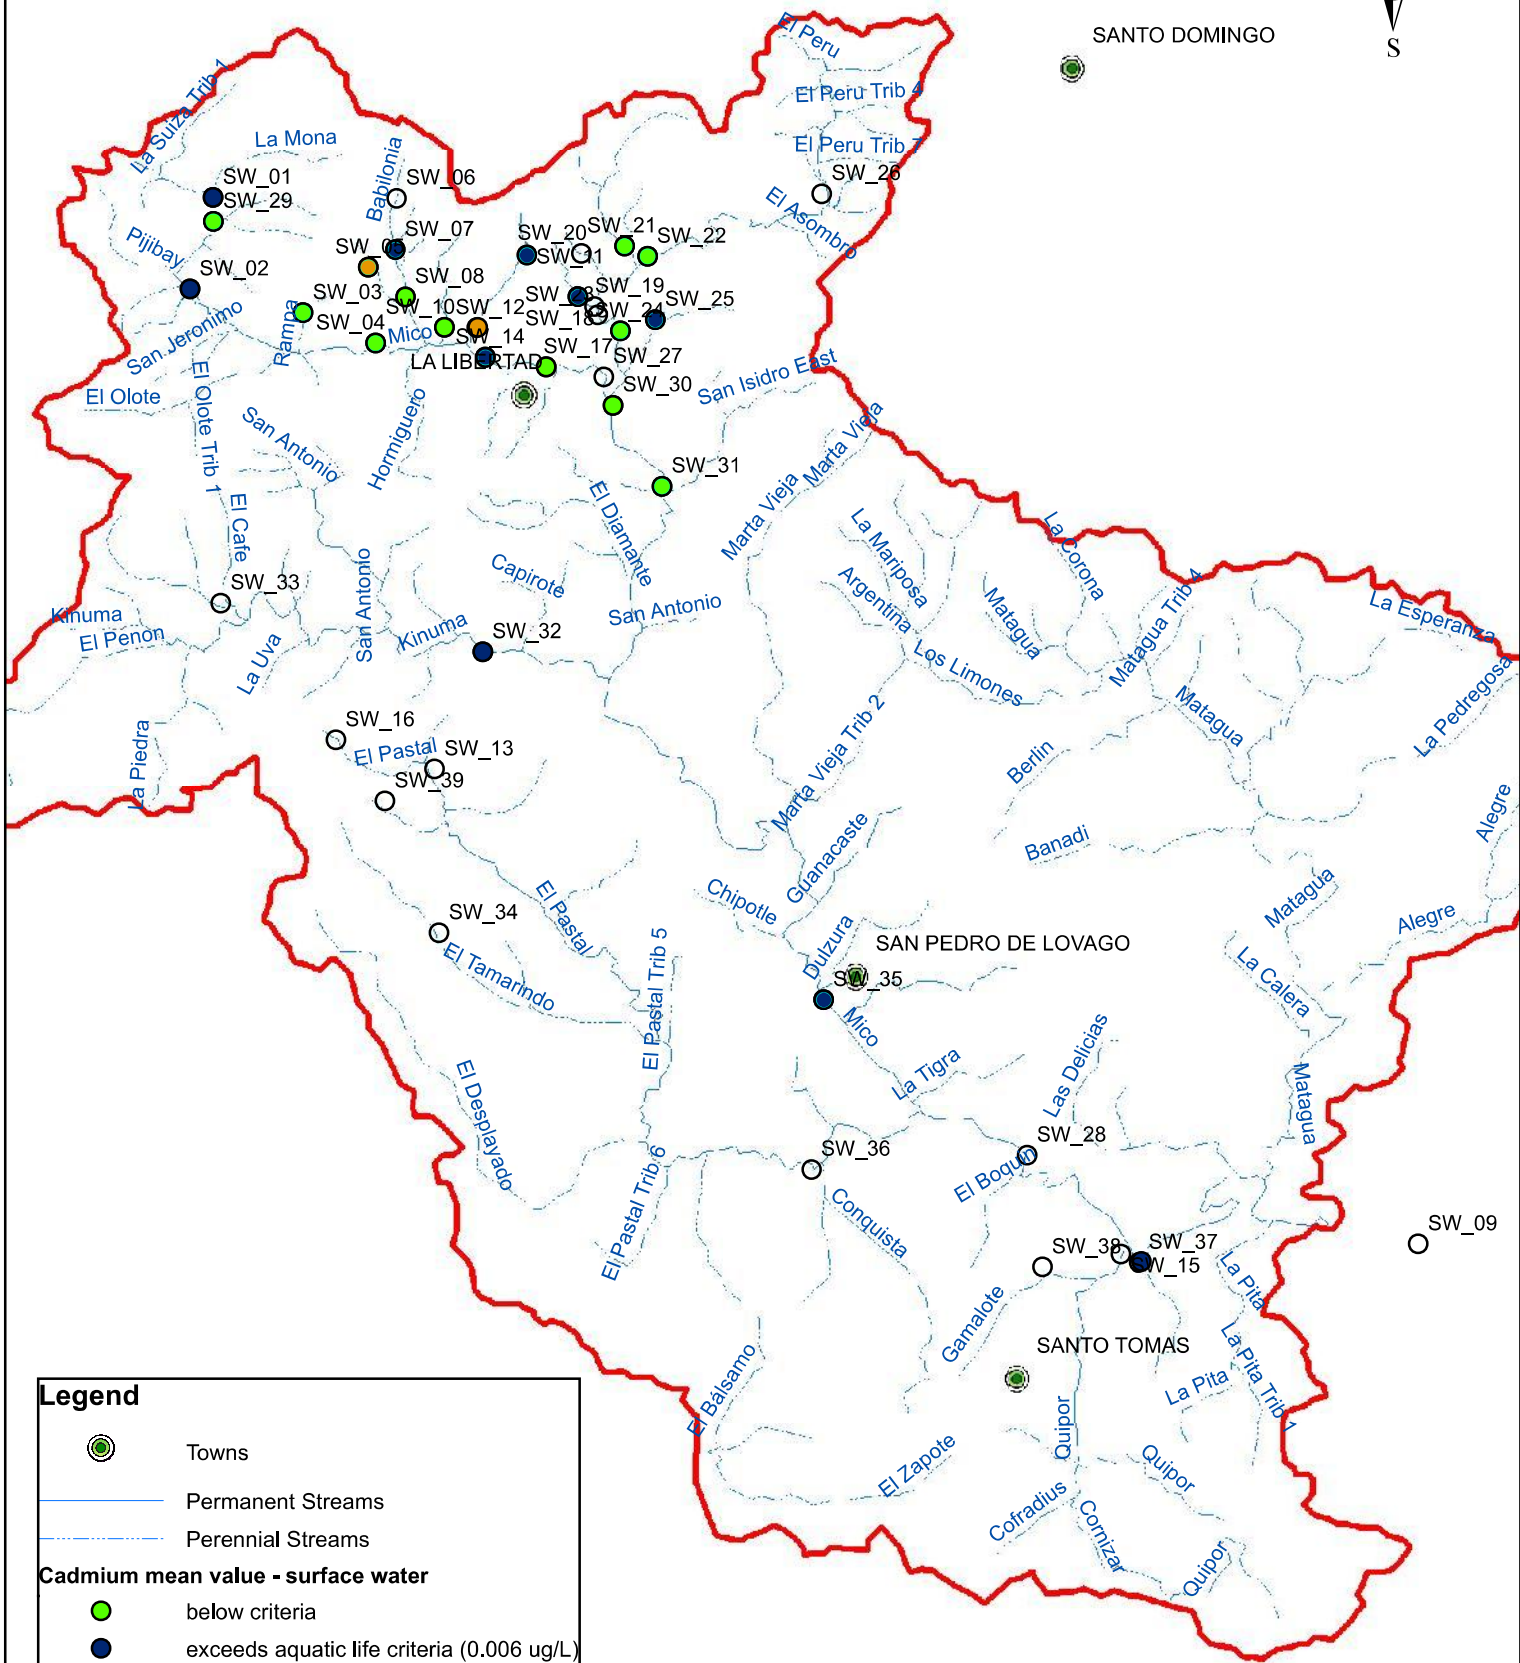 S
SANTO DOMINGO
El Peru
El Peru Trib 4
El Peru Trib 7
La Suiza Trib 1
La Mona
Babilonia
SW_01
SW_29
SW_06
SW_26
El Asombro
Pijibay
SW_02
SW_05
SW_07
SW_20
SW_21
SW_22
SW_11
SW_08
SW_03
SW_04
SW_10
SW_12
SW_23
SW_19
SW_18
SW_24
SW_25
San Jeronimo
Rampa
Mico
SW_14
LA LIBERTAD
SW_17
SW_27
SW_30
San Isidro East
El Olote
El Olote Trib 1
San Antonio
Hormiguero
SW_31
Marta Vieja
Marta Vieja
El Cafe
El Diamante
La Mariposa
La Corona
Argentina
Matagua
Matagua Trib 4
La Esperanza
SW_33
Kinuma
El Penon
La Uva
San Antonio
Kinuma
Capirote
San Antonio
SW_32
Los Limones
Matagua
La Pedregosa
La Piedra
SW_16
El Pastal
SW_13
SW_39
Marta Vieja Trib 2
Berlin
Banadi
Alegre
Guanacaste
Chipotle
Matagua
Alegre
SW_34
El Pastal
El Tamarindo
El Pastal Trib 5
Dulzura
SAN PEDRO DE LOVAGO
SW_35
Mico
La Calera
La Tigra
Las Delicias
Matagua
El Desplayado
SW_36
SW_28
El Boquin
El Pastal Trib 6
Conquista
SW_09
SW_38
SW_37
SW_15
La Pita
Gamalote
SANTO TOMAS
La Pita
La Pita Trib 1
El Bálsamo
El Zapote
Quipor
Quipor
Cofradius
Cornizar
Quipor
Legend
Towns
Permanent Streams
Perennial Streams
Cadmium mean value - surface water
below criteria
exceeds aquatic life criteria (0.006 ug/L)